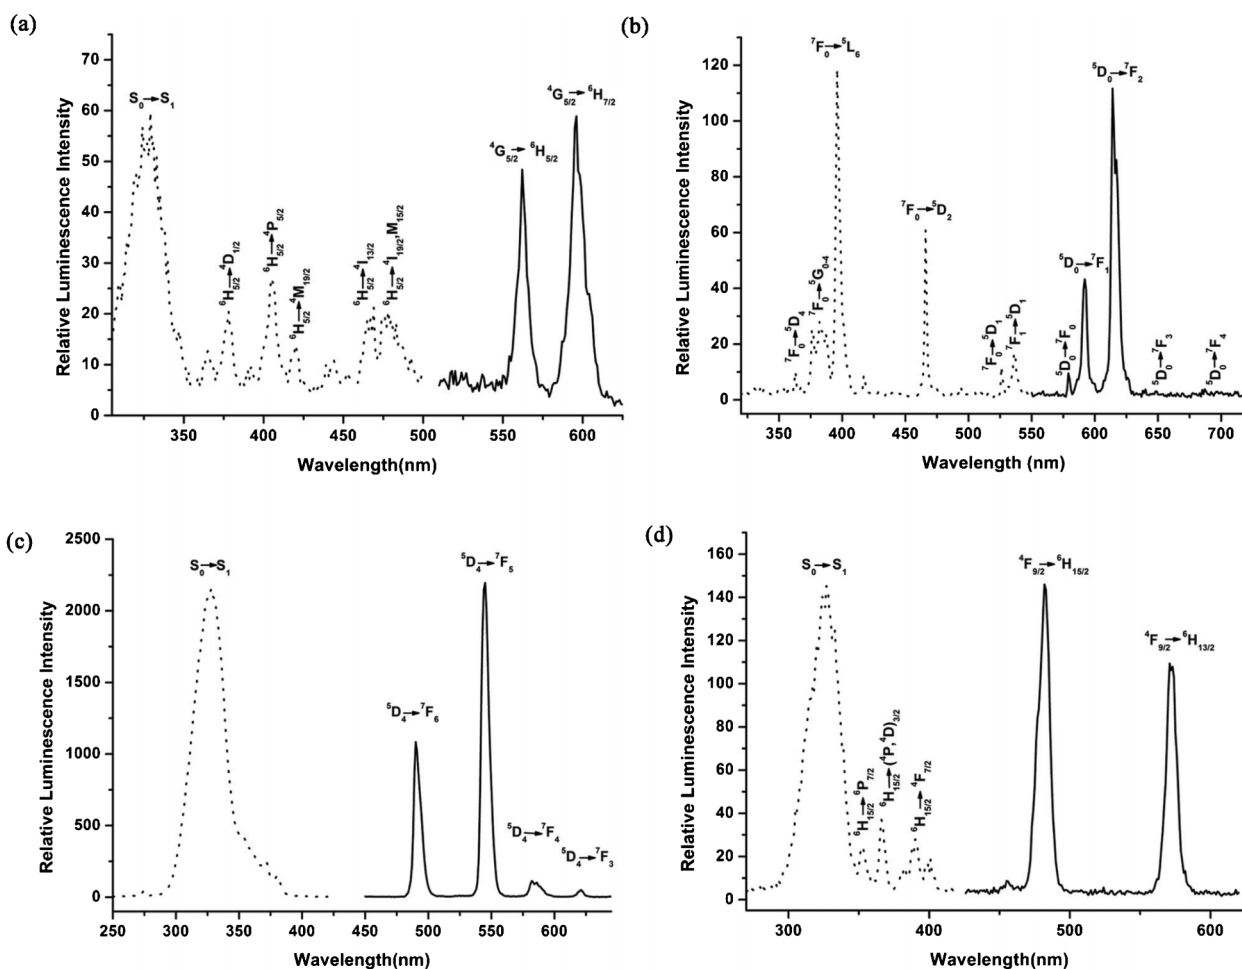 (a)
Relative Luminescence Intensity
70
60
50
40
30
20
10
0
S0→S1
6H5/2→4D1/2
6H5/2→4P5/2
6H5/2→4M19/2
6H5/2→4I13/2
6H5/2→4I19/2,M15/2
4G5/2→6H5/2
4G5/2→6H7/2
350
400
450
500
550
600
Wavelength(nm)
(b)
Relative Luminescence Intensity
120
100
80
60
40
20
0
7F0→5D4
7F0→5G0-4
7F0→5L6
7F0→5D2
7F0→5D1
7F1→5D1
5D0→7F0
5D0→7F1
5D0→7F2
5D0→7F3
5D0→7F4
350
400
450
500
550
600
650
700
Wavelength (nm)
(c)
Relative Luminescence Intensity
2500
2000
1500
1000
500
0
S0→S1
5D4→7F6
5D4→7F5
5D4→7F4
5D4→7F3
250
300
350
400
450
500
550
600
Wavelength(nm)
(d)
Relative Luminescence Intensity
160
140
120
100
80
60
40
20
0
S0→S1
6H15/2→6P7/2
6H15/2→(4P,4D)3/2
6H15/2→4F7/2
4F9/2→6H15/2
4F9/2→6H13/2
300
350
400
450
500
550
600
Wavelength(nm)